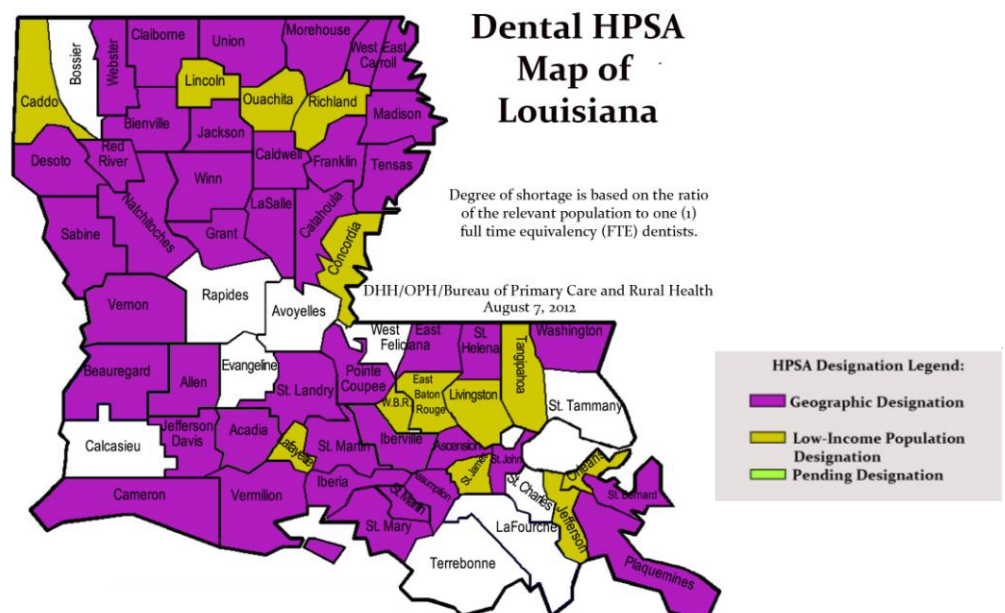 Dental HPSA
Map of
Louisiana
Degree of shortage is based on the ratio
of the relevant population to one (1)
full time equivalency (FTE) dentists.
DHH/OPH/Bureau of Primary Care and Rural Health
August 7, 2012
HPSA Designation Legend:
Geographic Designation
Low-Income Population
Designation
Pending Designation
Caddo
Bossier
Webster
Claiborne
Union
Morehouse
West East
Carroll
Lincoln
Ouachita
Richland
Madison
Bienville
Jackson
Desoto
Red
River
Caldwell
Franklin
Tensas
Winn
Natchitoches
LaSalle
Catahoula
Sabine
Grant
Concordia
Rapides
Avoyelles
Vernon
West
Feliciana
East
St.
Helena
Tangipahoa
Washington
Beauregard
Allen
Evangeline
St. Landry
Pointe
Coupee
W.B.R.
East
Baton
Rouge
Livingston
St. Tammany
Calcasieu
Jefferson
Davis
Acadia
Lafayette
St. Martin
Iberville
Ascension
St. James
St. John
Orleans
Cameron
Vermilion
Iberia
St. Martin
Assumption
St. Charles
St. Bernard
St. Mary
LaFourche
Jefferson
Terrebonne
Plaquemines